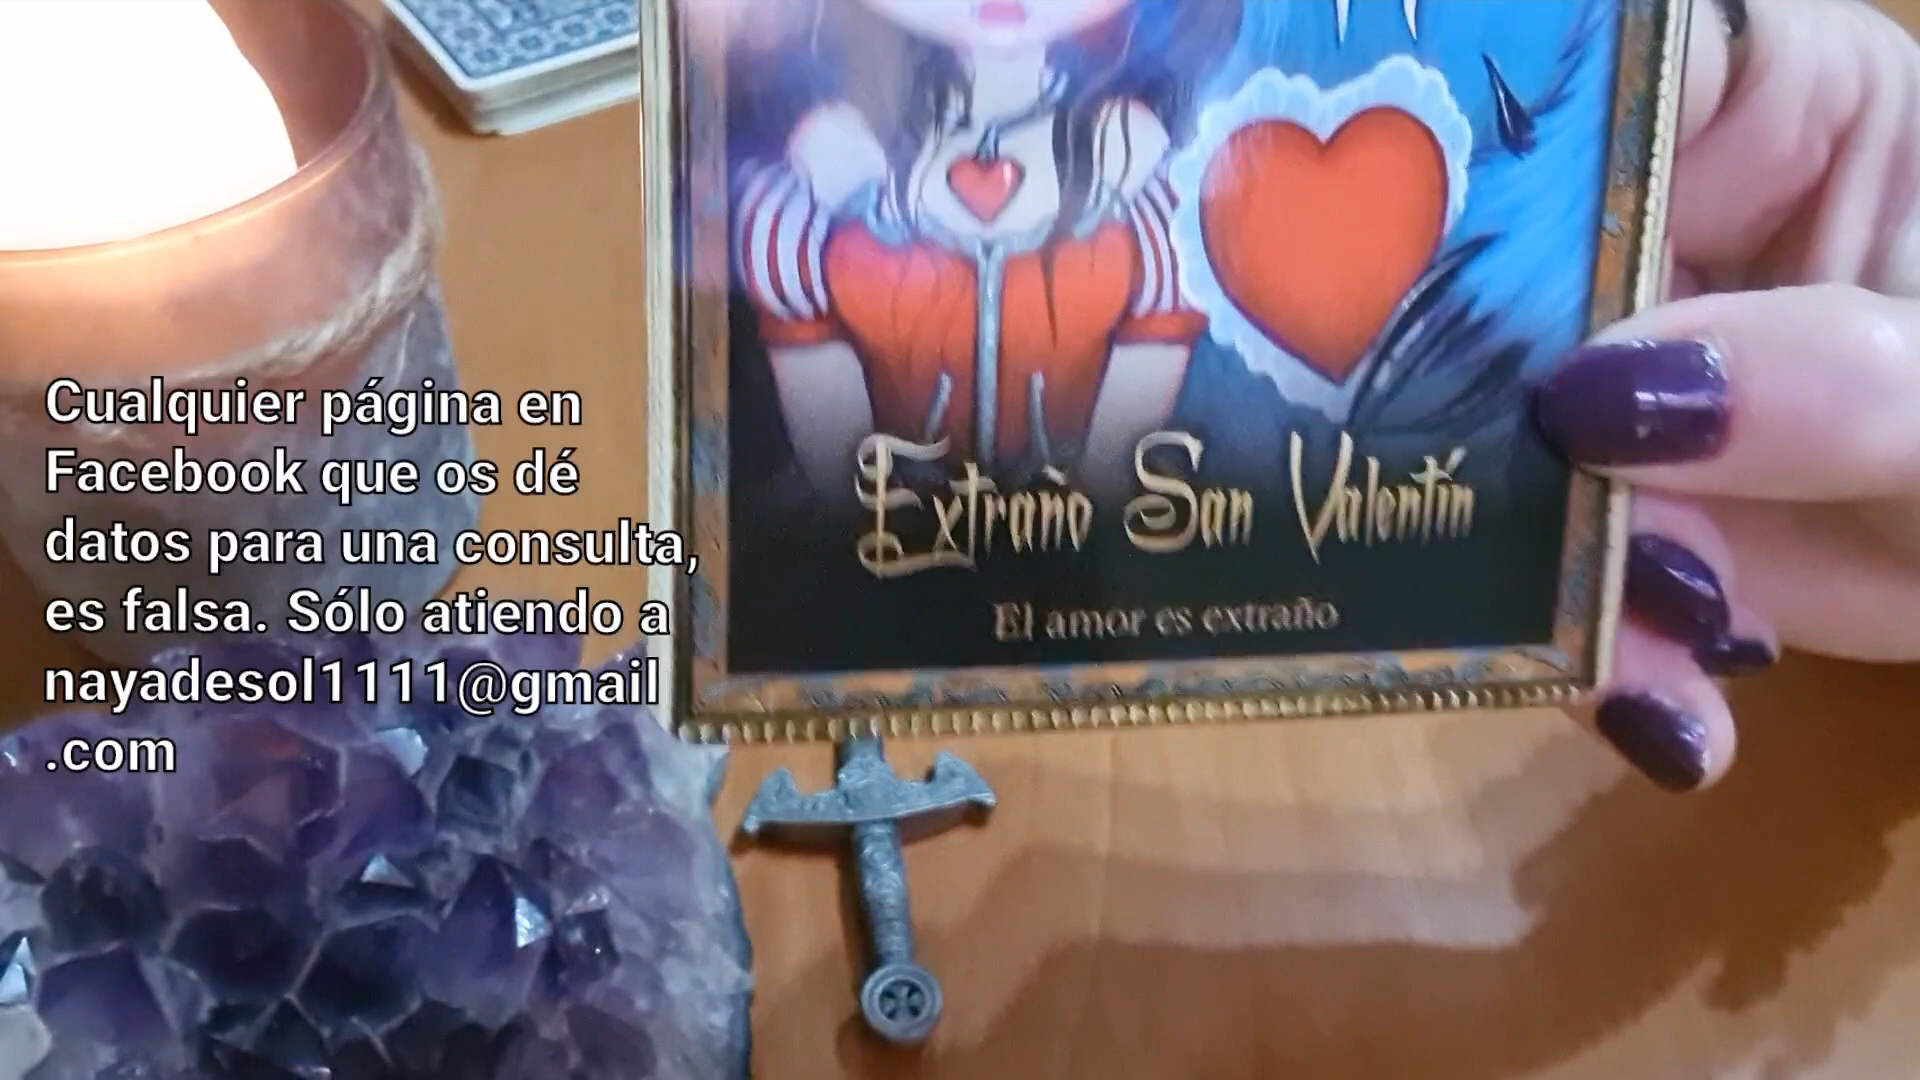 Cualquier página en
Facebook que os dé
datos para una consulta,
es falsa. Sólo atiendo a
nayadesol1111@gmail
.com
Extraño San Valentín
El amor es extraño